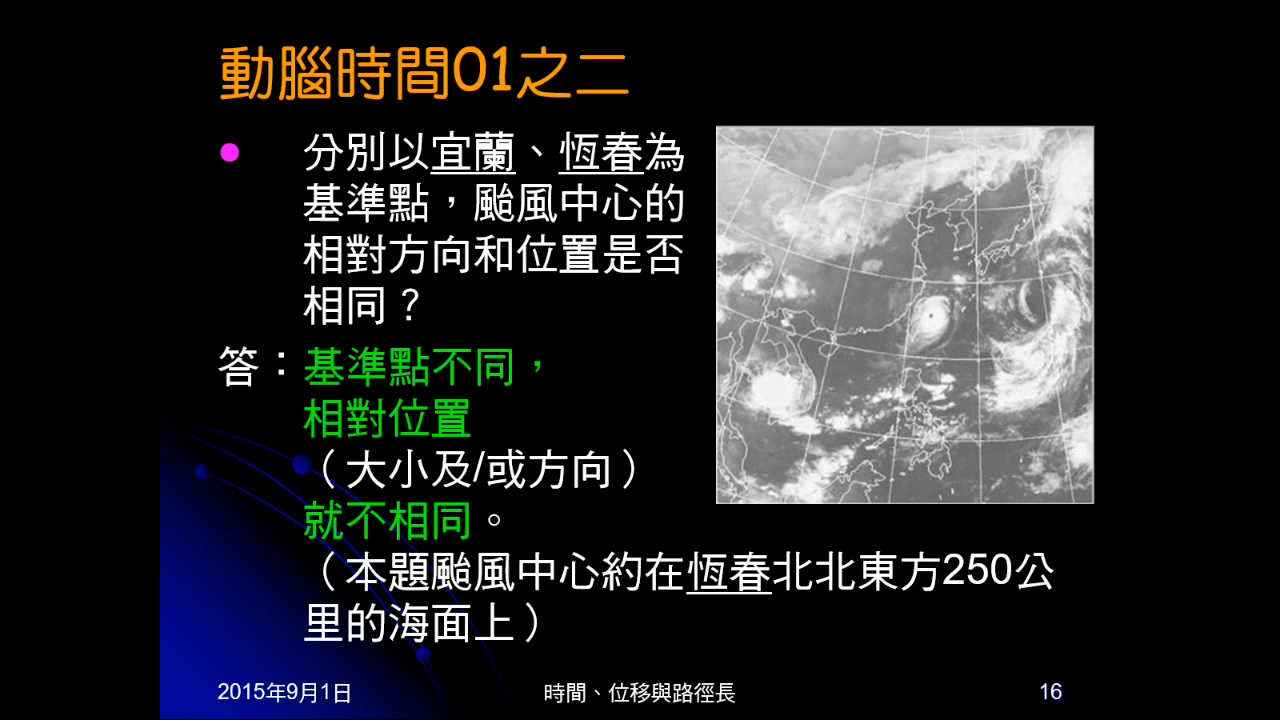 動腦時間01之二
● 分別以宜蘭、恆春為
基準點，颱風中心的
相對方向和位置是否
相同？
答：基準點不同，
相對位置
（大小及/或方向）
就不相同。
（本題颱風中心約在恆春北北東方250公
里的海面上）
2015年9月1日
時間、位移與路徑長
16